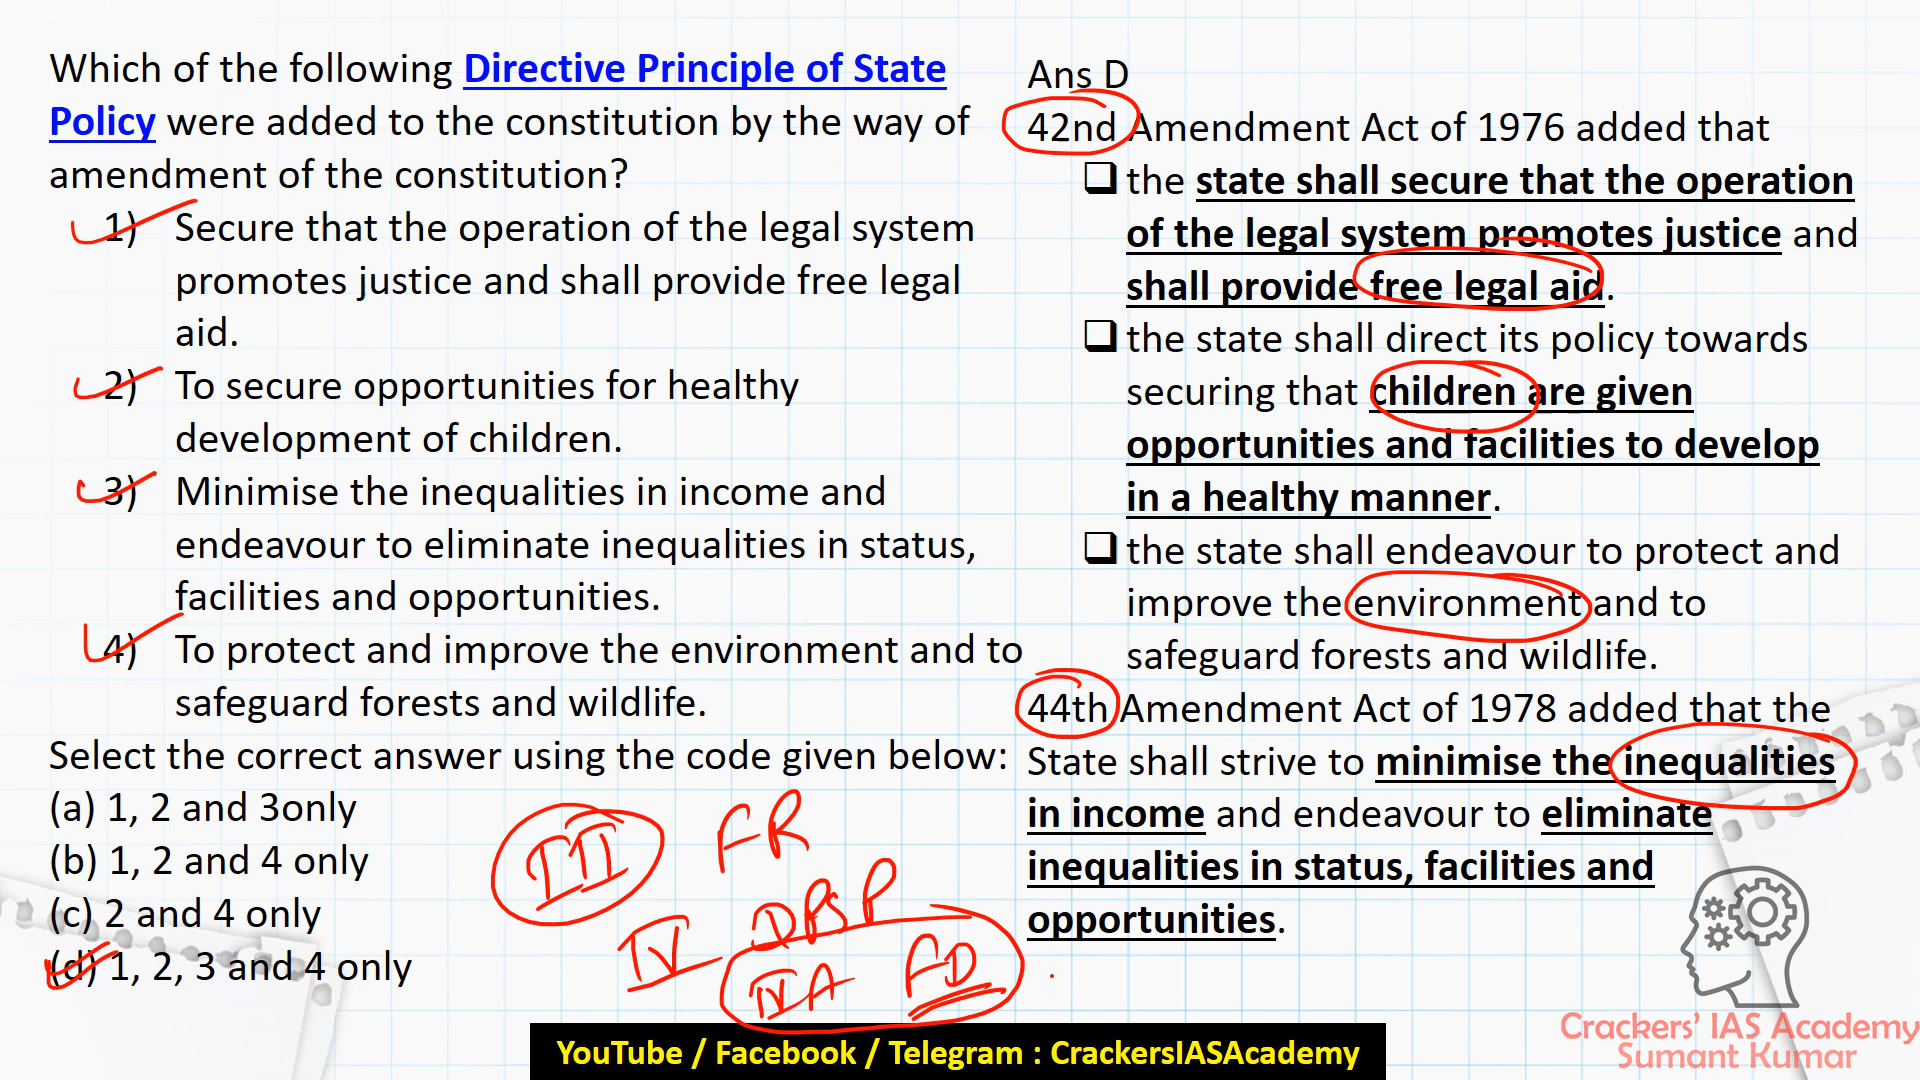 Which of the following Directive Principle of State
Policy were added to the constitution by the way of
amendment of the constitution?
1) Secure that the operation of the legal system
promotes justice and shall provide free legal
aid.
2) To secure opportunities for healthy
development of children.
3) Minimise the inequalities in income and
endeavour to eliminate inequalities in status,
facilities and opportunities.
4) To protect and improve the environment and to
safeguard forests and wildlife.
Select the correct answer using the code given below:
(a) 1, 2 and 3only
(b) 1, 2 and 4 only
(c) 2 and 4 only
(d) 1, 2, 3 and 4 only
III FR
IV DPSP
IVA FD
Ans D
42nd Amendment Act of 1976 added that
the state shall secure that the operation
of the legal system promotes justice and
shall provide free legal aid.
the state shall direct its policy towards
securing that children are given
opportunities and facilities to develop
in a healthy manner.
the state shall endeavour to protect and
improve the environment and to
safeguard forests and wildlife.
44th Amendment Act of 1978 added that the
State shall strive to minimise the inequalities
in income and endeavour to eliminate
inequalities in status, facilities and
opportunities.
Crackers' IAS Academy
Sumant Kumar
YouTube / Facebook / Telegram : CrackersIASAcademy